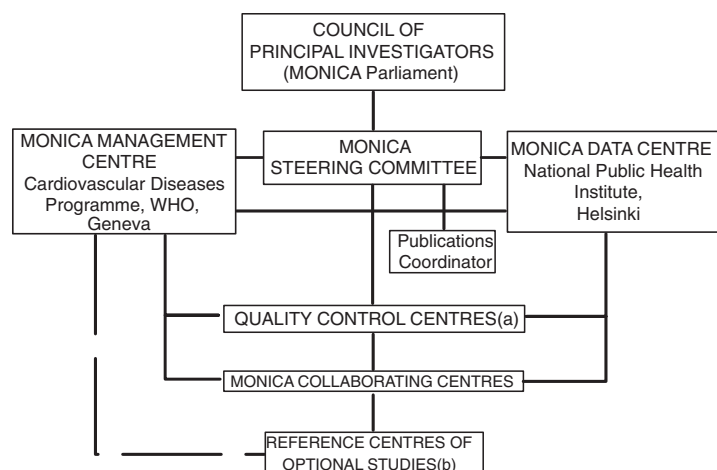 COUNCIL OF
PRINCIPAL INVESTIGATORS
(MONICA Parliament)
MONICA MANAGEMENT
CENTRE
Cardiovascular Diseases
Programme, WHO,
Geneva
MONICA
STEERING COMMITTEE
MONICA DATA CENTRE
National Public Health
Institute,
Helsinki
Publications
Coordinator
QUALITY CONTROL CENTRES(a)
MONICA COLLABORATING CENTRES
REFERENCE CENTRES OF
OPTIONAL STUDIES(b)